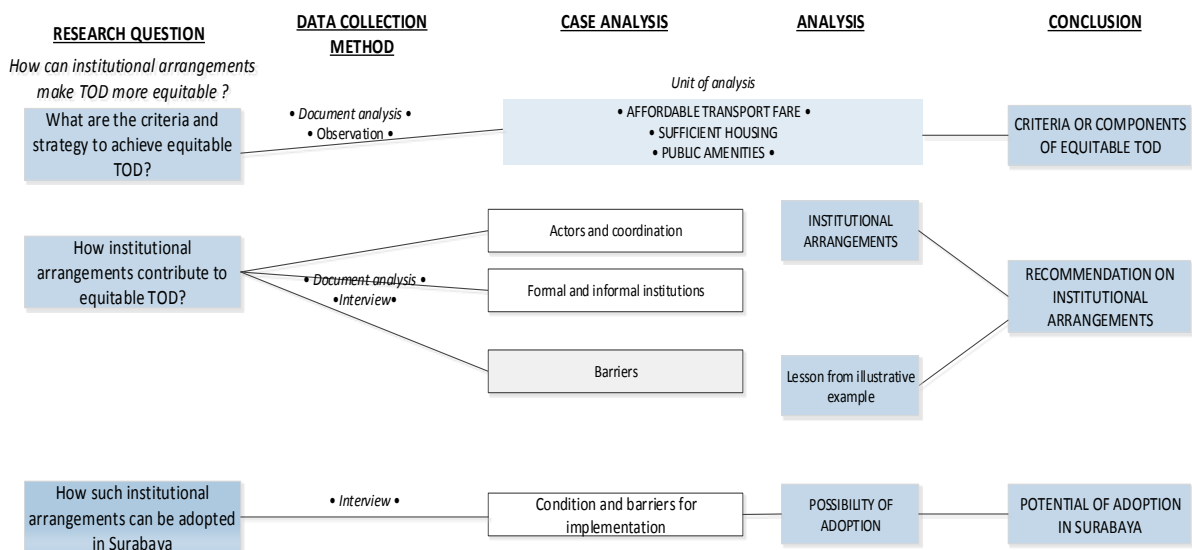 RESEARCH QUESTION
DATA COLLECTION
METHOD
CASE ANALYSIS
ANALYSIS
CONCLUSION
How can institutional arrangements
make TOD more equitable ?
What are the criteria and
strategy to achieve equitable
TOD?
• Document analysis •
• Observation •
Unit of analysis
• AFFORDABLE TRANSPORT FARE •
• SUFFICIENT HOUSING
• PUBLIC AMENITIES •
CRITERIA OR COMPONENTS
OF EQUITABLE TOD
How institutional
arrangements contribute to
equitable TOD?
• Document analysis •
•Interview•
Actors and coordination
Formal and informal institutions
Barriers
INSTITUTIONAL
ARRANGEMENTS
Lesson from illustrative
example
RECOMMENDATION ON
INSTITUTIONAL
ARRANGEMENTS
How such institutional
arrangements can be adopted
in Surabaya
• Interview •
Condition and barriers for
implementation
POSSIBILITY OF
ADOPTION
POTENTIAL OF ADOPTION
IN SURABAYA